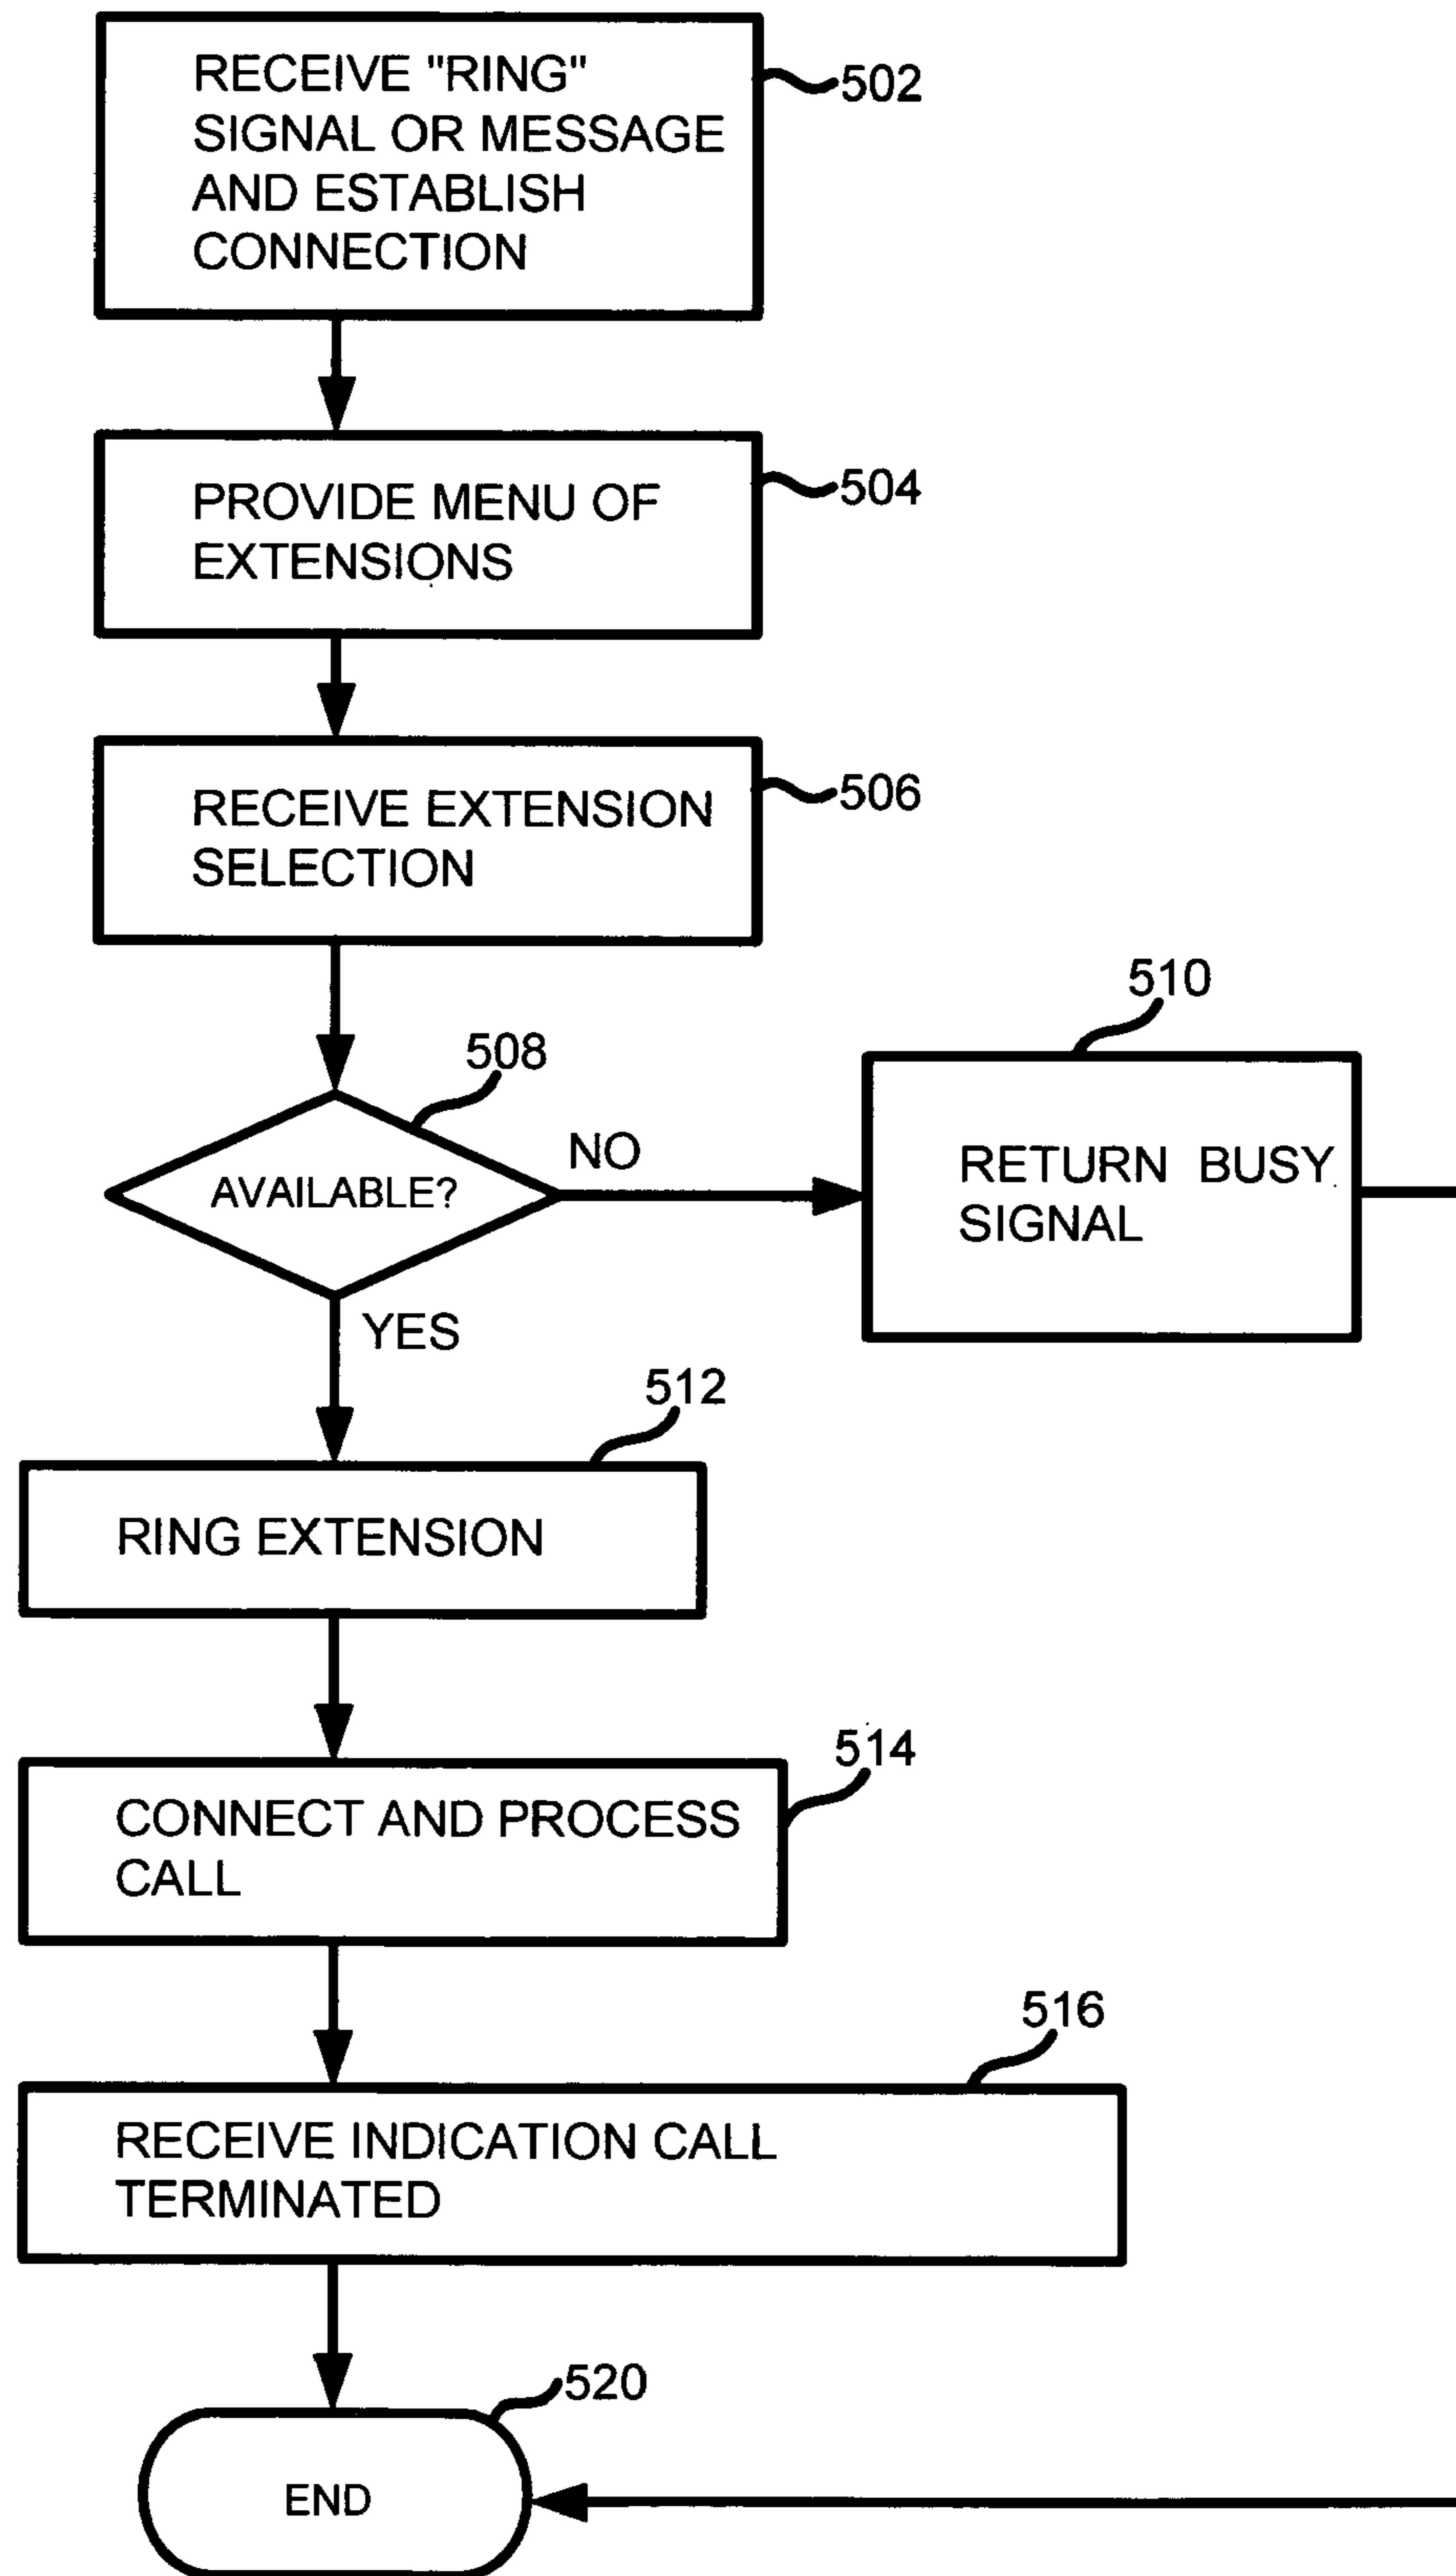 RECEIVE "RING"
SIGNAL OR MESSAGE
AND ESTABLISH
CONNECTION
502
PROVIDE MENU OF
EXTENSIONS
504
RECEIVE EXTENSION
SELECTION
506
508
AVAILABLE?
NO
510
RETURN BUSY
SIGNAL
YES
512
RING EXTENSION
514
CONNECT AND PROCESS
CALL
516
RECEIVE INDICATION CALL
TERMINATED
520
END